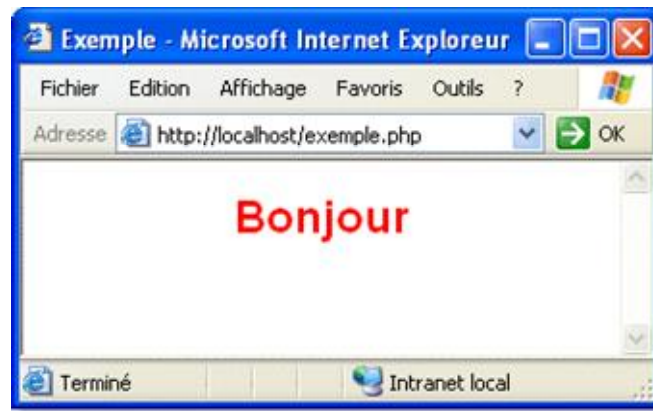 Exemple - Microsoft Internet Exploreur
Fichier Edition Affichage Favoris Outils ?
Adresse http://localhost/exemple.php OK
Bonjour
Terminé Intranet local